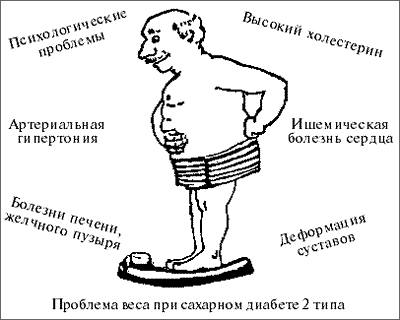 Психологические
проблемы
Высокий холестерин
Артериальная
гипертония
Ишемическая
болезнь сердца
Болезни печени,
желчного пузыря,
Деформация
суставов
Проблема веса при сахарном диабете 2 типа